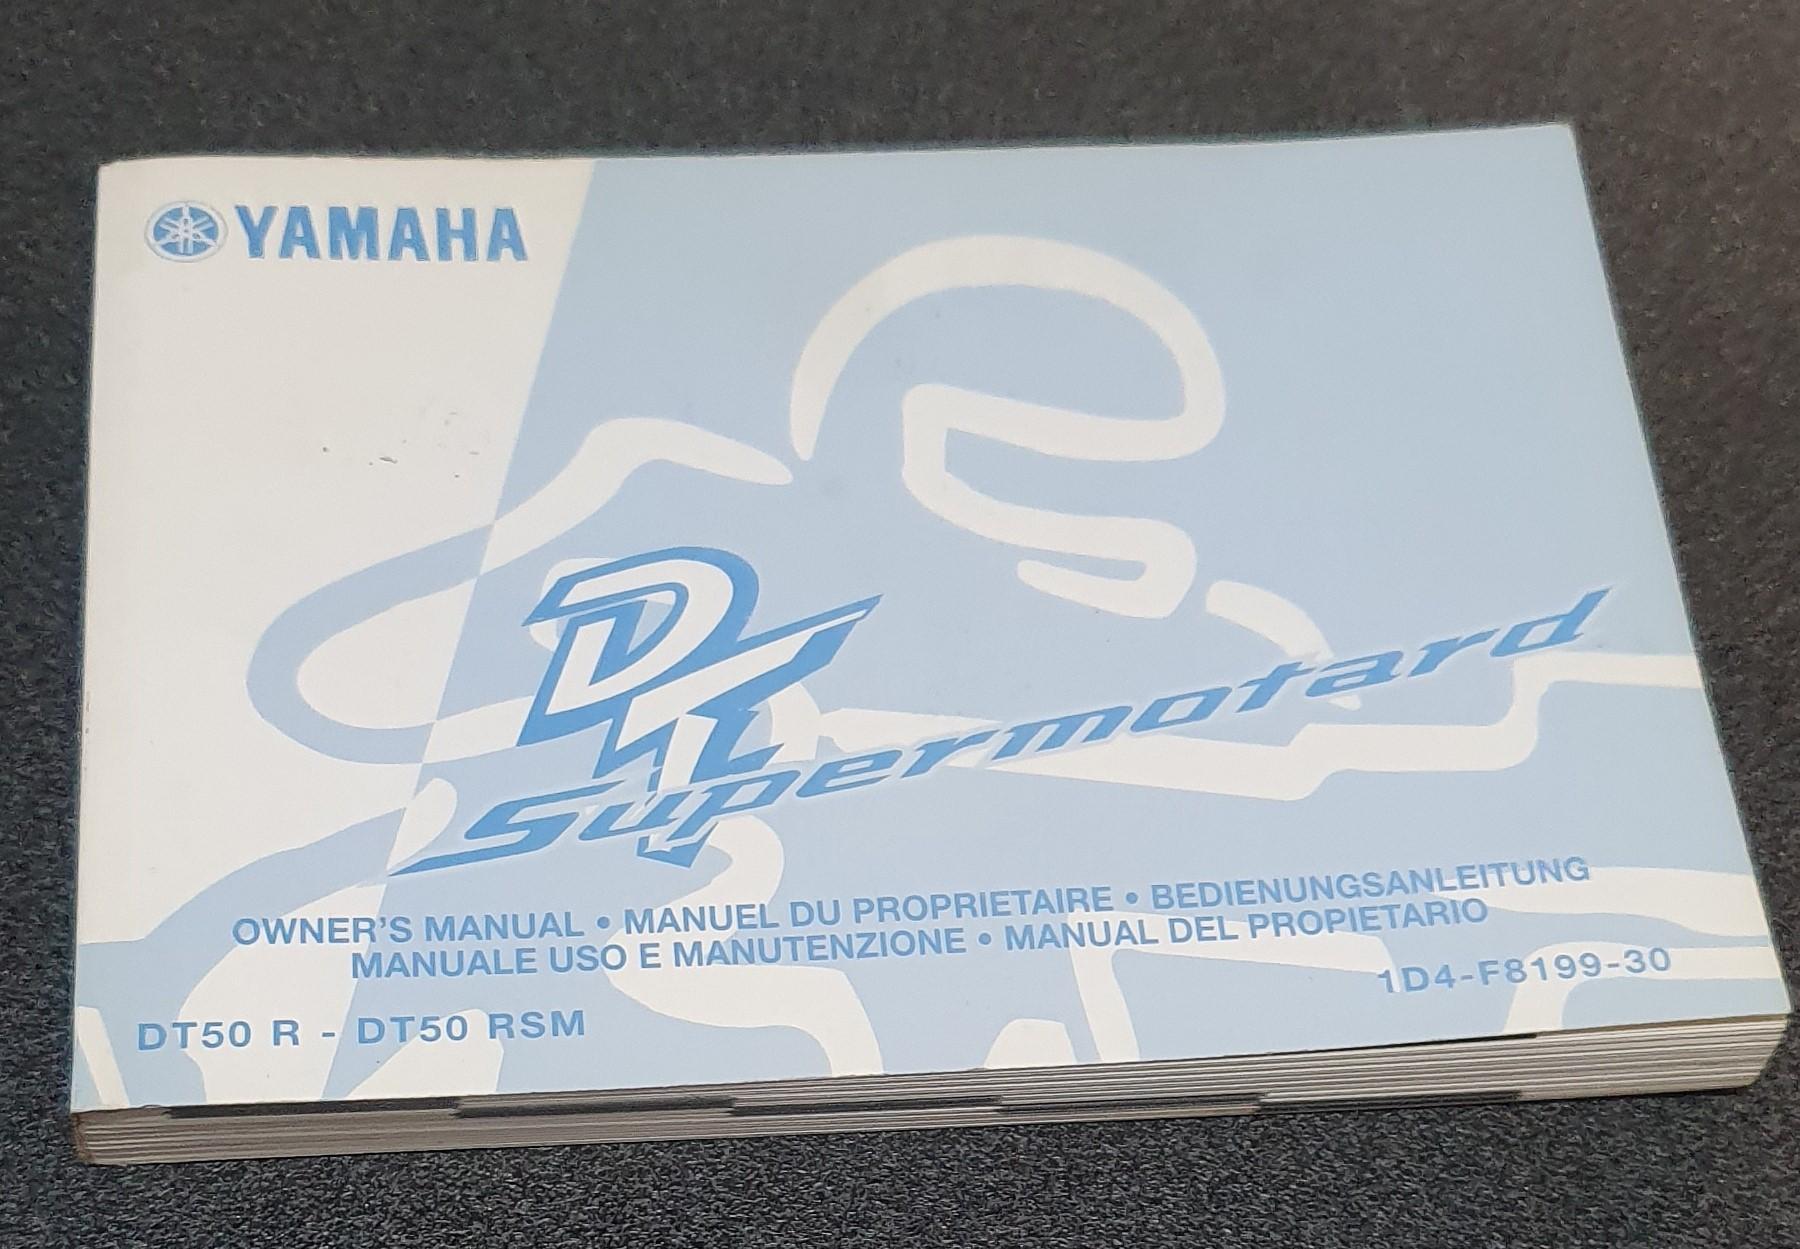 YAMAHA
DT
Supermotard
OWNER'S MANUAL • MANUEL DU PROPRIETAIRE • BEDIENUNGSANLEITUNG
MANUALE USO E MANUTENZIONE • MANUAL DEL PROPIETARIO
1D4-F8199-30
DT50 R - DT50 RSM